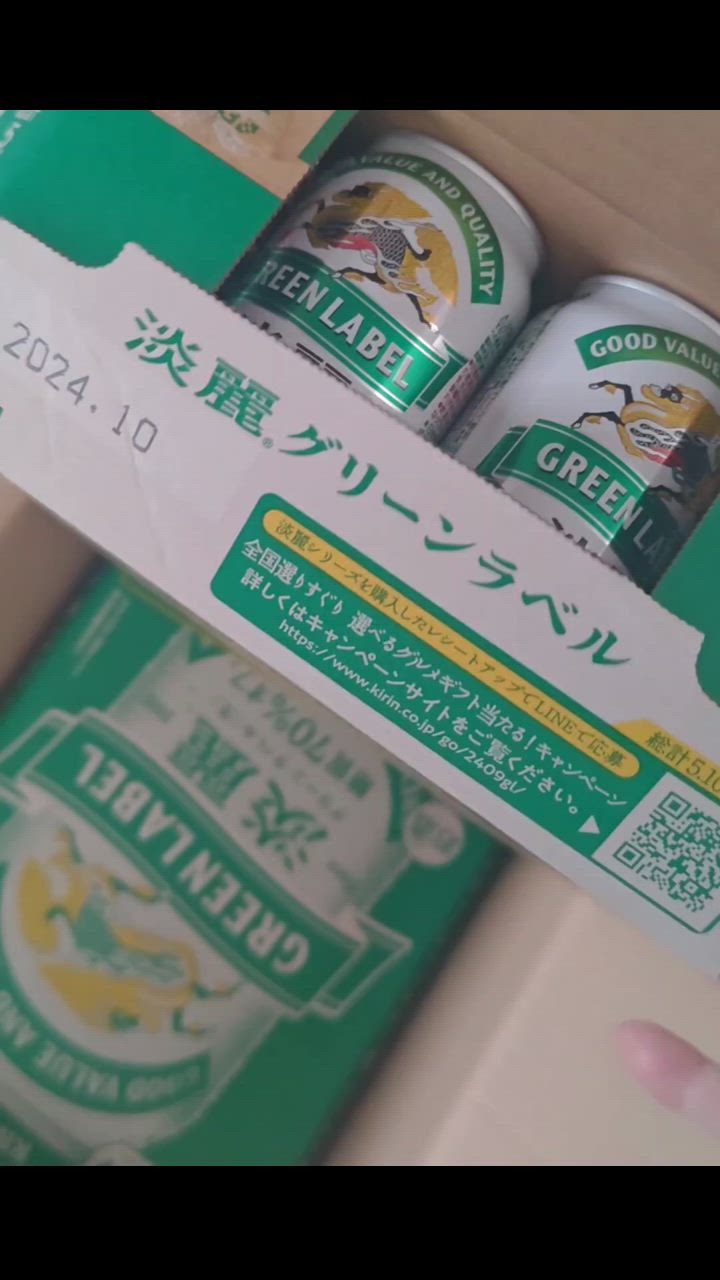 VALUE AND QUALITY
GREEN LABEL
GOOD VALUE
GREEN LA
淡麗®グリーンラベル
2024.10
淡麗シリーズを購入したレシートアップでLINEで応募
全国選りすぐり 選べるグルメギフト当たる!キャンペーン
詳しくはキャンペーンサイトをご覧ください。
https://www.kirin.co.jp/go/2409gl/
総計5,10
淡麗
糖質70%
GREEN LABEL
GOOD VALUE AND